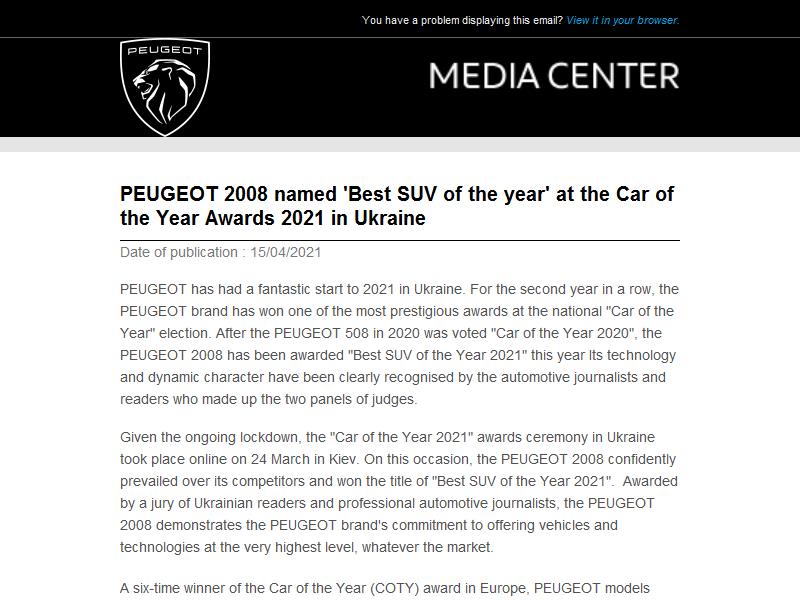 You have a problem displaying this email? View it in your browser.
PEUGEOT
MEDIA CENTER
PEUGEOT 2008 named 'Best SUV of the year' at the Car of
the Year Awards 2021 in Ukraine
Date of publication : 15/04/2021
PEUGEOT has had a fantastic start to 2021 in Ukraine. For the second year in a row, the
PEUGEOT brand has won one of the most prestigious awards at the national "Car of the
Year" election. After the PEUGEOT 508 in 2020 was voted "Car of the Year 2020", the
PEUGEOT 2008 has been awarded "Best SUV of the Year 2021" this year Its technology
and dynamic character have been clearly recognised by the automotive journalists and
readers who made up the two panels of judges.
Given the ongoing lockdown, the "Car of the Year 2021" awards ceremony in Ukraine
took place online on 24 March in Kiev. On this occasion, the PEUGEOT 2008 confidently
prevailed over its competitors and won the title of "Best SUV of the Year 2021".  Awarded
by a jury of Ukrainian readers and professional automotive journalists, the PEUGEOT
2008 demonstrates the PEUGEOT brand's commitment to offering vehicles and
technologies at the very highest level, whatever the market.
A six-time winner of the Car of the Year (COTY) award in Europe, PEUGEOT models